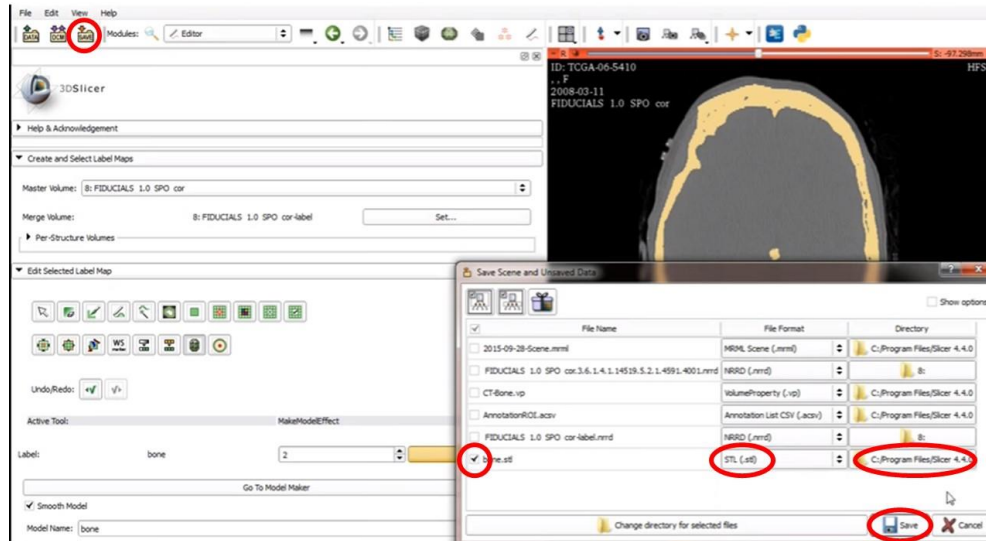 File Edit View Help
DATA DCM SAVE Modules: Editor
3DSlicer
Help & Acknowledgement
Create and Select Label Maps
Master Volume: 8: FIDUCIALS 1.0 SPO cor
Merge Volume: 8: FIDUCIALS 1.0 SPO cor-label Set...
Per-Structure Volumes
Edit Selected Label Map
WS
Undo/Redo:
Active Tool: MakeModelEffect
Label: bone 2
Go To Model Maker
Smooth Model
Model Name: bone
R S: -97.298mm
ID: TCGA-06-5410 HFS
. . F
2008-03-11
FIDUCIALS 1.0 SPO cor
Save Scene and Unsaved Data
Show options
File Name File Format Directory
2015-09-28-Scene.mrml MRML Scene (.mrml) C:/Program Files/Slicer 4.4.0
FIDUCIALS 1.0 SPO cor.3.6.1.4.1.14519.5.2.1.4591.4001.nrrd NRRD (.nrrd) 8:
CT-Bone.vp VolumeProperty (.vp) C:/Program Files/Slicer 4.4.0
AnnotationROI.acsv Annotation List CSV (.acsv) C:/Program Files/Slicer 4.4.0
FIDUCIALS 1.0 SPO cor-label.nrrd NRRD (.nrrd) 8:
bone.stl STL (.stl) C:/Program Files/Slicer 4.4.0
Change directory for selected files Save Cancel